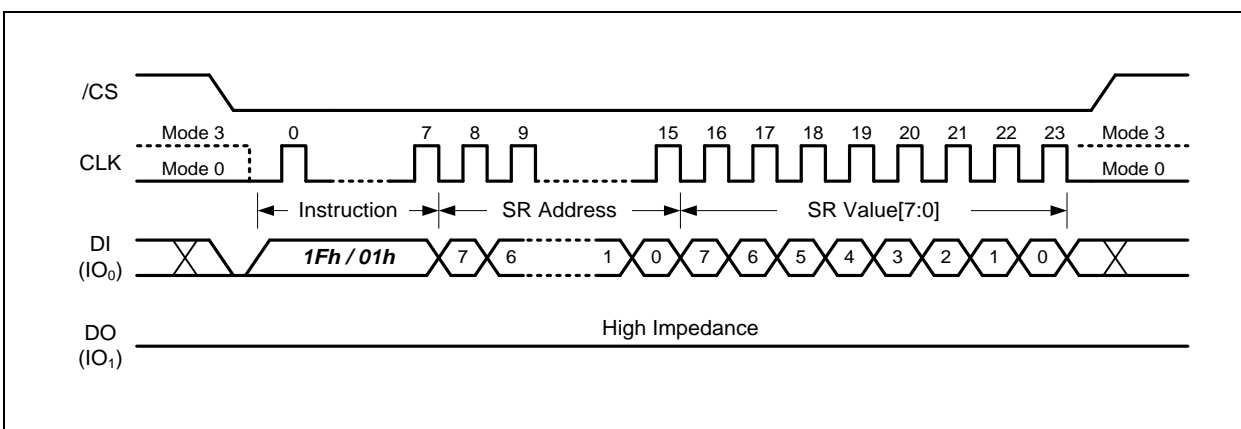 /CS
Mode 3 0 7 8 9 15 16 17 18 19 20 21 22 23 Mode 3
CLK
Mode 0 Mode 0
Instruction SR Address SR Value[7:0]
DI
(IO₀)
1Fh / 01h 7 6 1 0 7 6 5 4 3 2 1 0
High Impedance
DO
(IO₁)